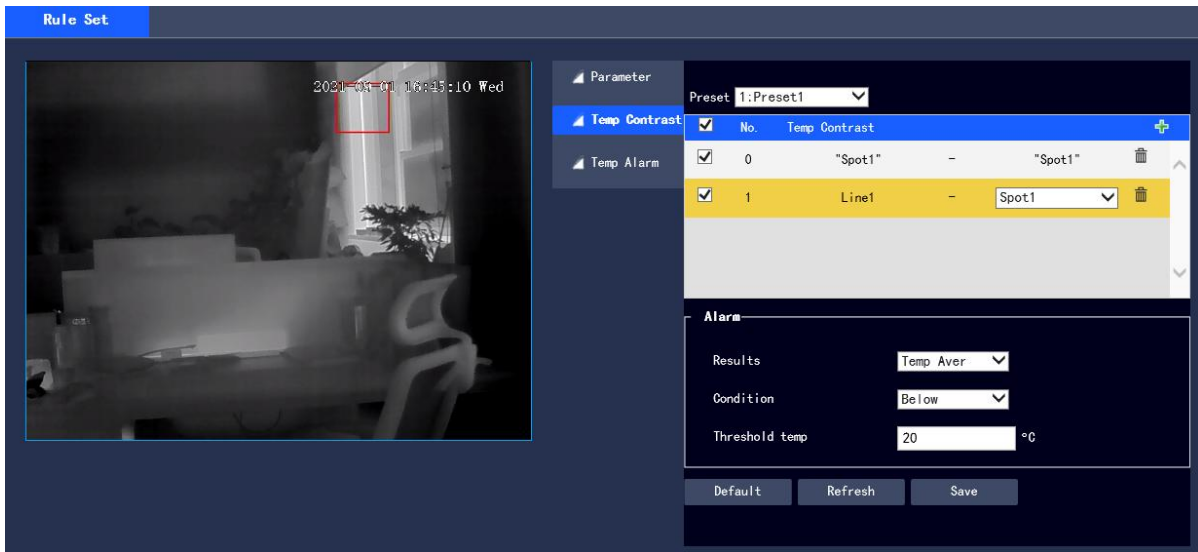 Rule Set
2021-09-01 16:45:10 Wed
Parameter
Temp Contrast
Temp Alarm
Preset 1:Preset1
No. Temp Contrast
0 "Spot1" - "Spot1"
1 Line1 - Spot1
Alarm
Results Temp Aver
Condition Below
Threshold temp 20 °C
Default Refresh Save